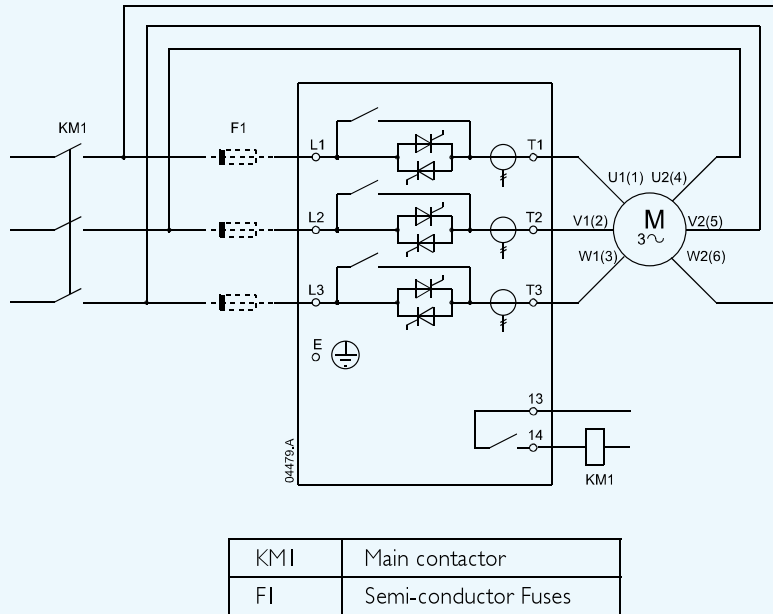 KM1
F1
L1
T1
U1(1) U2(4)
L2
T2
V1(2)
M
3~
V2(5)
W1(3)
W2(6)
L3
T3
E
13
14
KM1
04479.A
KM1 Main contactor
F1 Semi-conductor Fuses